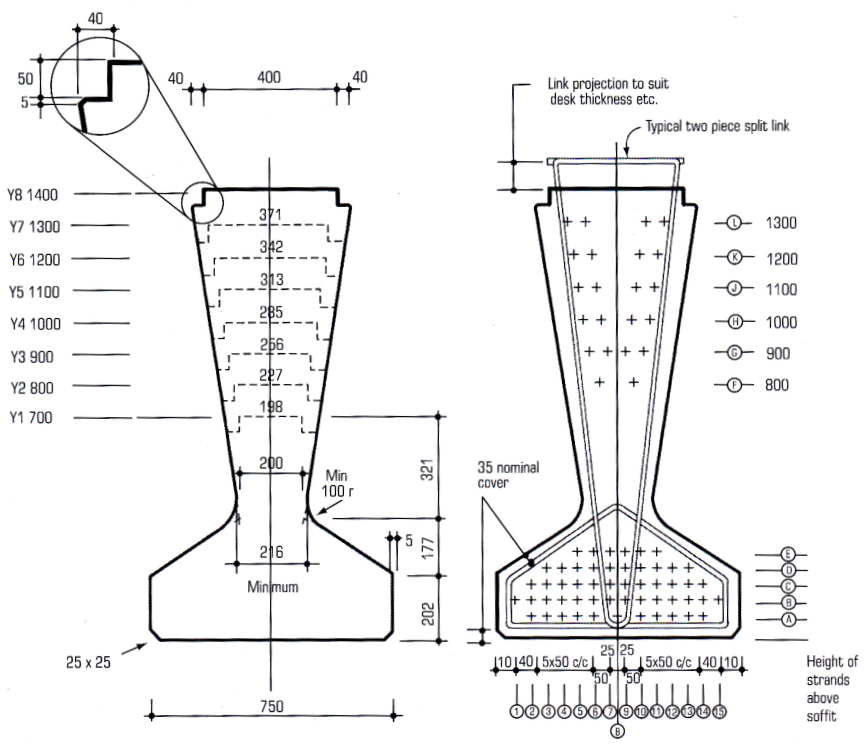 40
50
5
40 400 40
Link projection to suit
desk thickness etc.
Typical two piece split link
Y8 1400
Y7 1300
Y6 1200
Y5 1100
Y4 1000
Y3 900
Y2 800
Y1 700
371
342
313
285
256
227
198
200
Min
100 r
216
Minimum
5
321
177
202
25 x 25
750
L 1300
K 1200
J 1100
H 1000
G 900
F 800
35 nominal
cover
E
D
C
B
A
25 25
10 40 5x50 c/c 5x50 c/c 40 10
50 50
1 2 3 4 5 6 7 9 10 11 12 13 14 15
8
Height of
strands
above
soffit